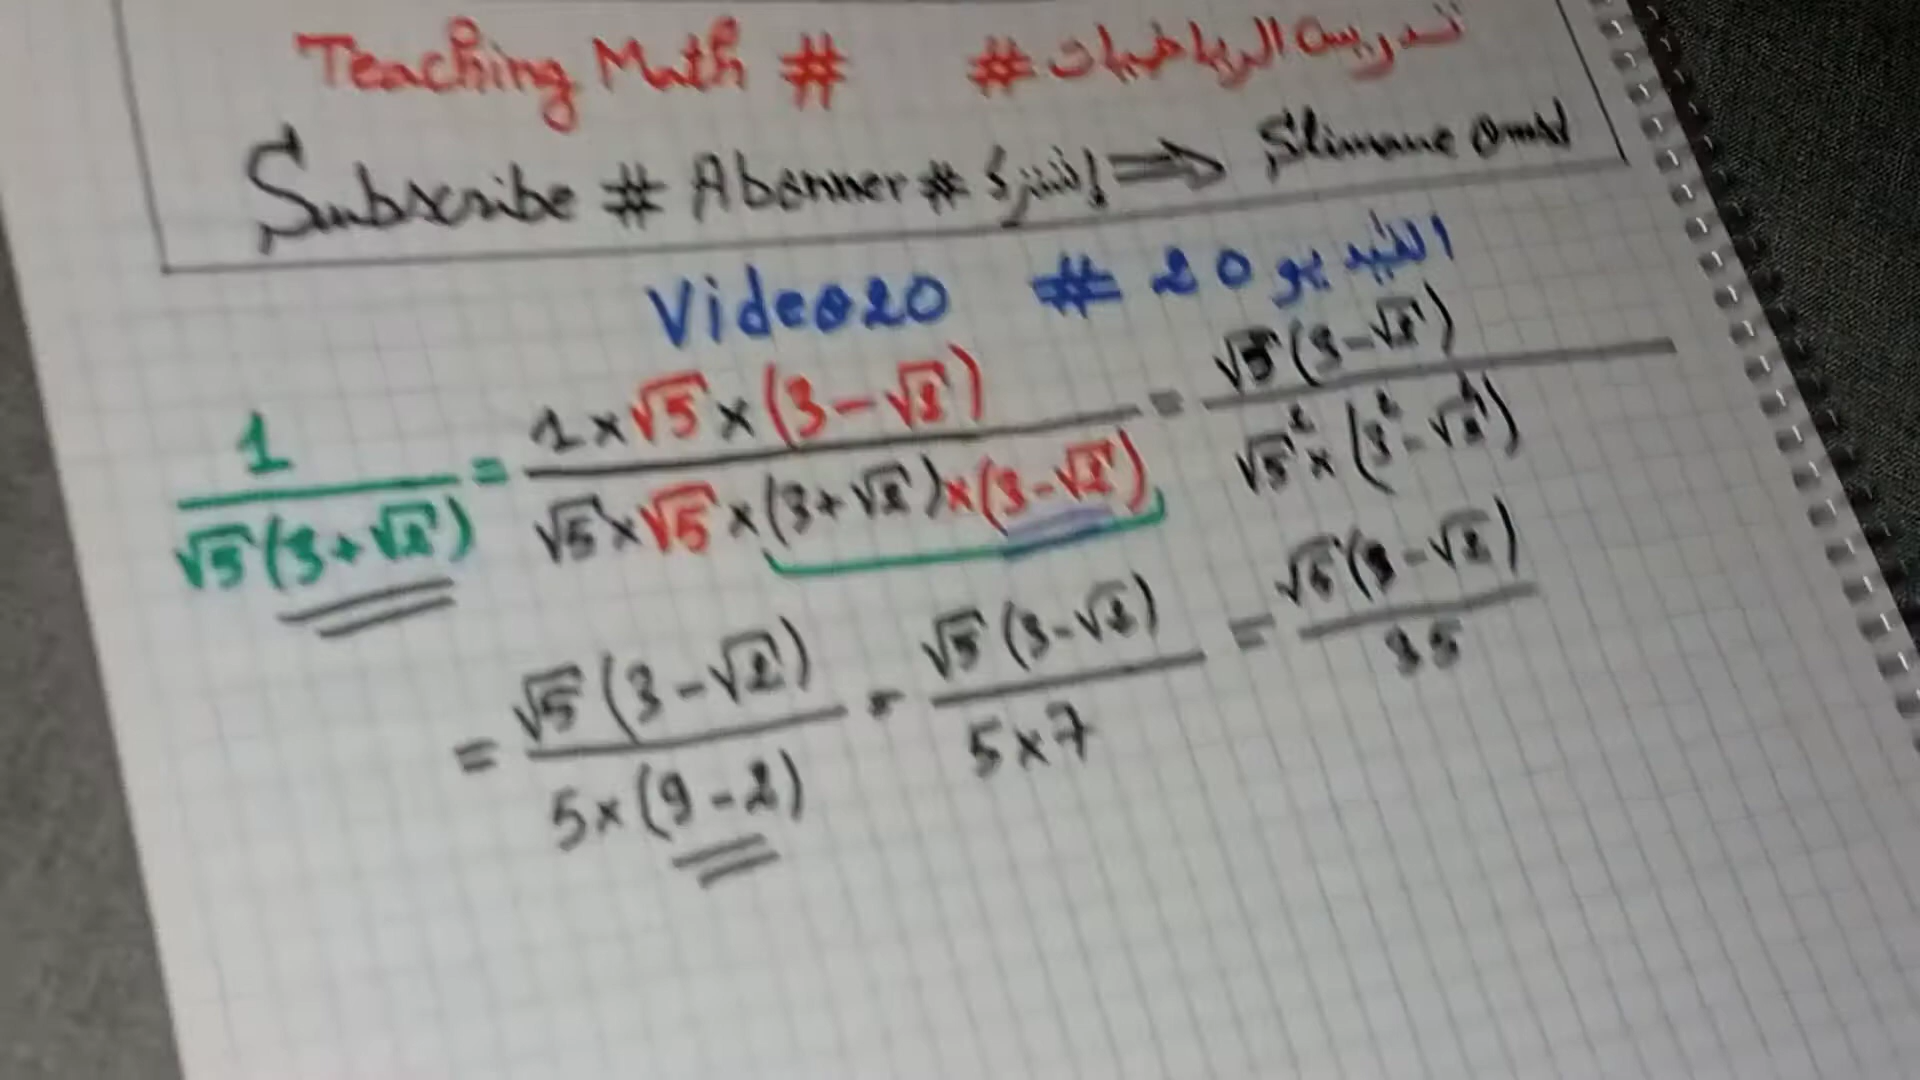 Teaching Math # # تدريس الرياضيات
Subscribe # Abonner # إشترك ⇒ Slimane
Video20 # الفيديو 20
1/(√5(3+√2)) = (1×√5×(3-√2))/(√5×√5×(3+√2)×(3-√2)) = (√5(3-√2))/(√5²×(3²-√2²))
= (√5(3-√2))/(5×(9-2)) = (√5(3-√2))/(5×7) = (√5(3-√2))/35